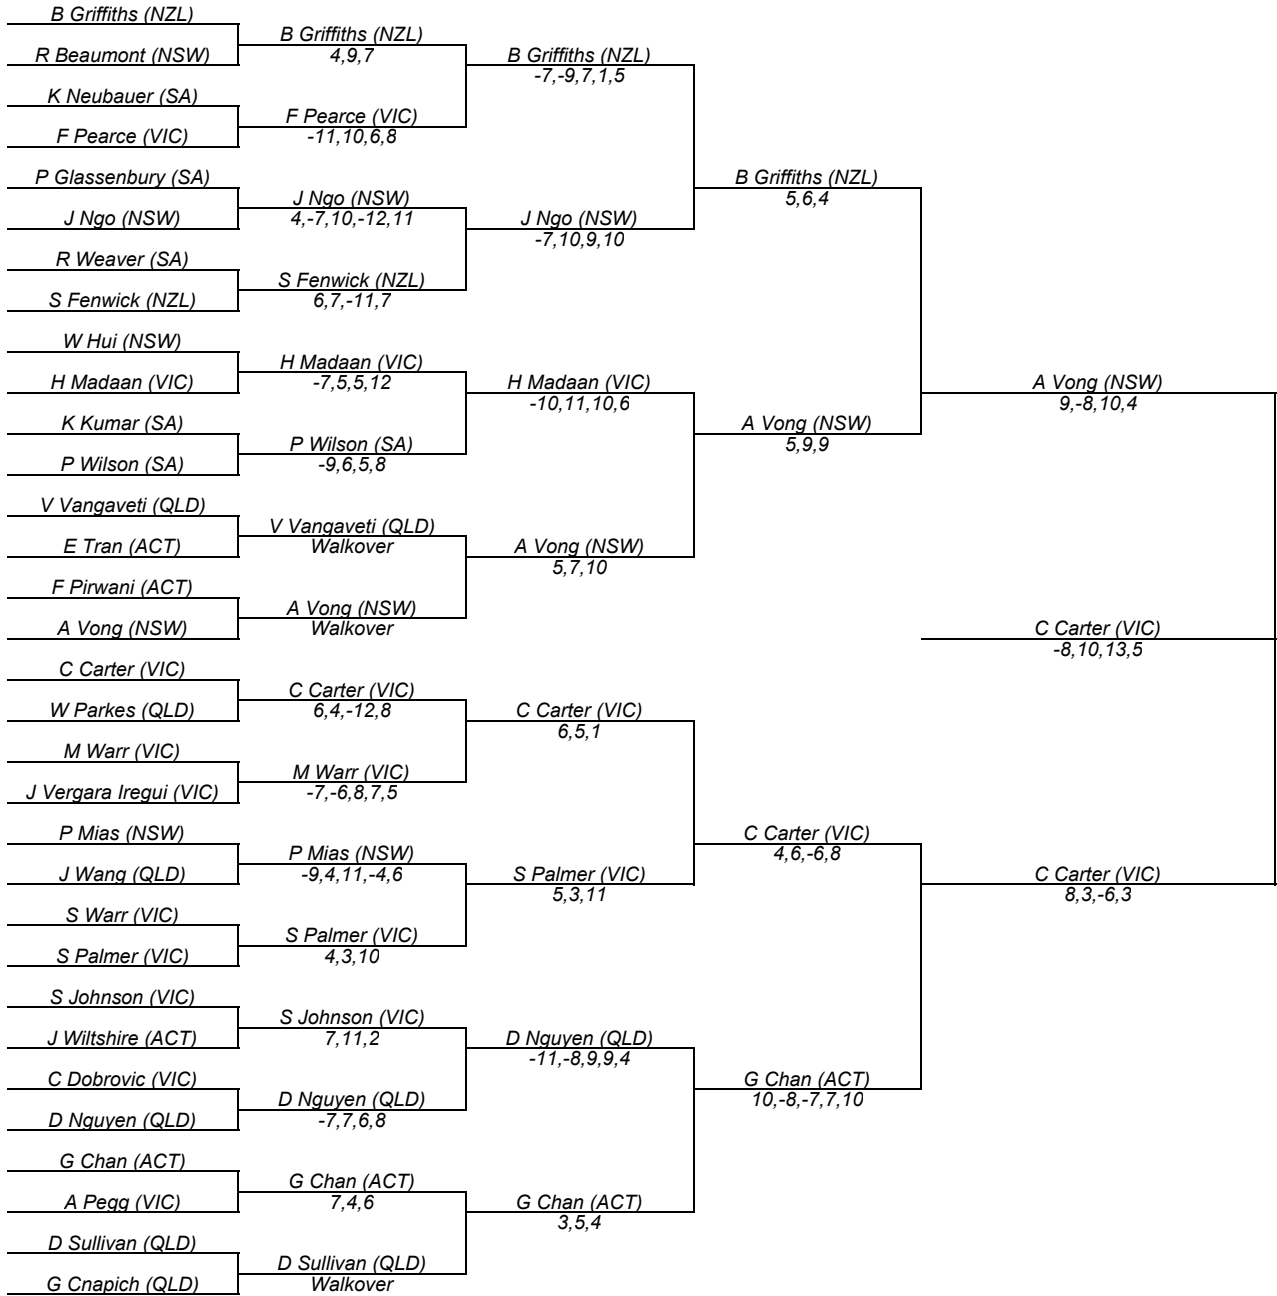 B Griffiths (NZL)
R Beaumont (NSW)
K Neubauer (SA)
F Pearce (VIC)
P Glassenbury (SA)
J Ngo (NSW)
R Weaver (SA)
S Fenwick (NZL)
W Hui (NSW)
H Madaan (VIC)
K Kumar (SA)
P Wilson (SA)
V Vangaveti (QLD)
E Tran (ACT)
F Pirwani (ACT)
A Vong (NSW)
C Carter (VIC)
W Parkes (QLD)
M Warr (VIC)
J Vergara Iregui (VIC)
P Mias (NSW)
J Wang (QLD)
S Warr (VIC)
S Palmer (VIC)
S Johnson (VIC)
J Wiltshire (ACT)
C Dobrovic (VIC)
D Nguyen (QLD)
G Chan (ACT)
A Pegg (VIC)
D Sullivan (QLD)
G Cnapich (QLD)
B Griffiths (NZL)
4,9,7
F Pearce (VIC)
-11,10,6,8
J Ngo (NSW)
4,-7,10,-12,11
S Fenwick (NZL)
6,7,-11,7
H Madaan (VIC)
-7,5,5,12
P Wilson (SA)
-9,6,5,8
V Vangaveti (QLD)
Walkover
A Vong (NSW)
Walkover
C Carter (VIC)
6,4,-12,8
M Warr (VIC)
-7,-6,8,7,5
P Mias (NSW)
-9,4,11,-4,6
S Palmer (VIC)
4,3,10
S Johnson (VIC)
7,11,2
D Nguyen (QLD)
-7,7,6,8
G Chan (ACT)
7,4,6
D Sullivan (QLD)
Walkover
B Griffiths (NZL)
-7,-9,7,1,5
J Ngo (NSW)
-7,10,9,10
H Madaan (VIC)
-10,11,10,6
A Vong (NSW)
5,7,10
C Carter (VIC)
6,5,1
S Palmer (VIC)
5,3,11
D Nguyen (QLD)
-11,-8,9,9,4
G Chan (ACT)
3,5,4
B Griffiths (NZL)
5,6,4
A Vong (NSW)
5,9,9
C Carter (VIC)
4,6,-6,8
G Chan (ACT)
10,-8,-7,7,10
A Vong (NSW)
9,-8,10,4
C Carter (VIC)
-8,10,13,5
C Carter (VIC)
8,3,-6,3